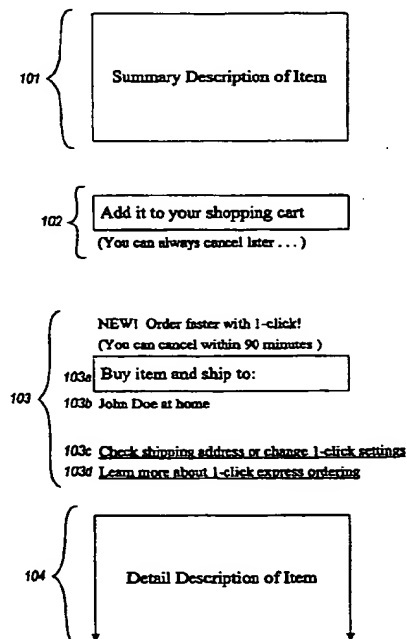 101
Summary Description of Item
102
Add it to your shopping cart
(You can always cancel later . . . )
NEW! Order faster with 1-click!
(You can cancel within 90 minutes )
103
103a Buy item and ship to:
103b John Doe at home
103c Check shipping address or change 1-click settings
103d Learn more about 1-click express ordering
104
Detail Description of Item